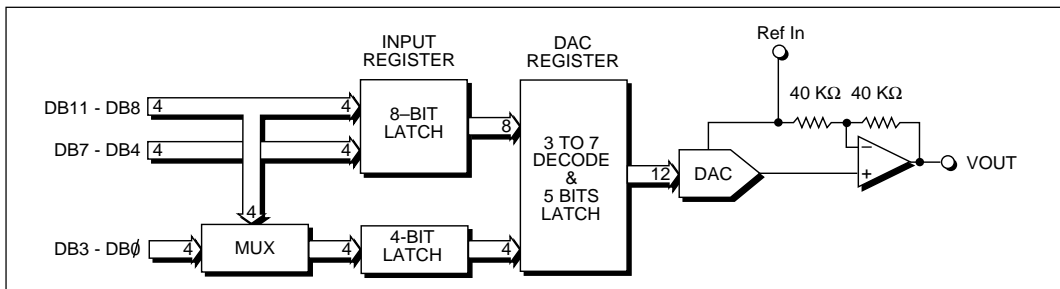 Ref In
INPUT
REGISTER
DAC
REGISTER
40 KΩ 40 KΩ
DB11 - DB8 4 4
8–BIT
LATCH
8
DB7 - DB4 4 4
3 TO 7
DECODE
&
5 BITS
LATCH
12
DAC
–
+
VOUT
4
DB3 - DBØ 4
MUX
4
4-BIT
LATCH
4